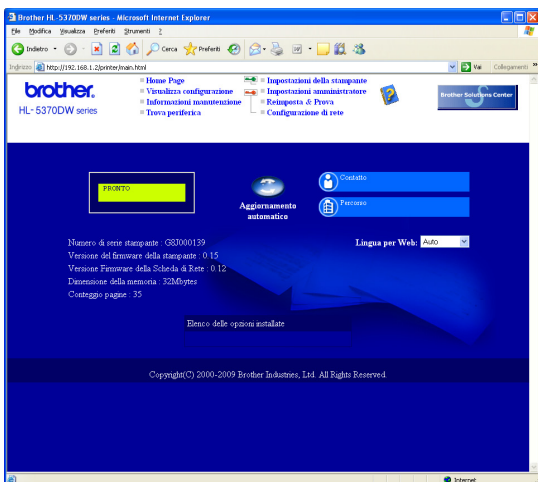 Brother HL-5370DW series - Microsoft Internet Explorer
File Modifica Visualizza Preferiti Strumenti ?
Indietro Cerca Preferiti
Indirizzo http://192.168.1.2/printer/main.html Vai Collegamenti »
brother.
HL-5370DW series
Home Page
Visualizza configurazione
Informazioni manutenzione
Trova periferica
Impostazioni della stampante
Impostazioni amministratore
Reimposta & Prova
Configurazione di rete
Brother Solutions Center
PRONTO
Aggiornamento
automatico
Contatto
Percorso
Numero di serie stampante : G8J000139
Versione del firmware della stampante : 0.15
Versione Firmware della Scheda di Rete : 0.12
Dimensione della memoria : 32Mbytes
Conteggio pagine : 35
Lingua per Web: Auto
Elenco delle opzioni installate
Copyright(C) 2000-2009 Brother Industries, Ltd. All Rights Reserved.
Internet